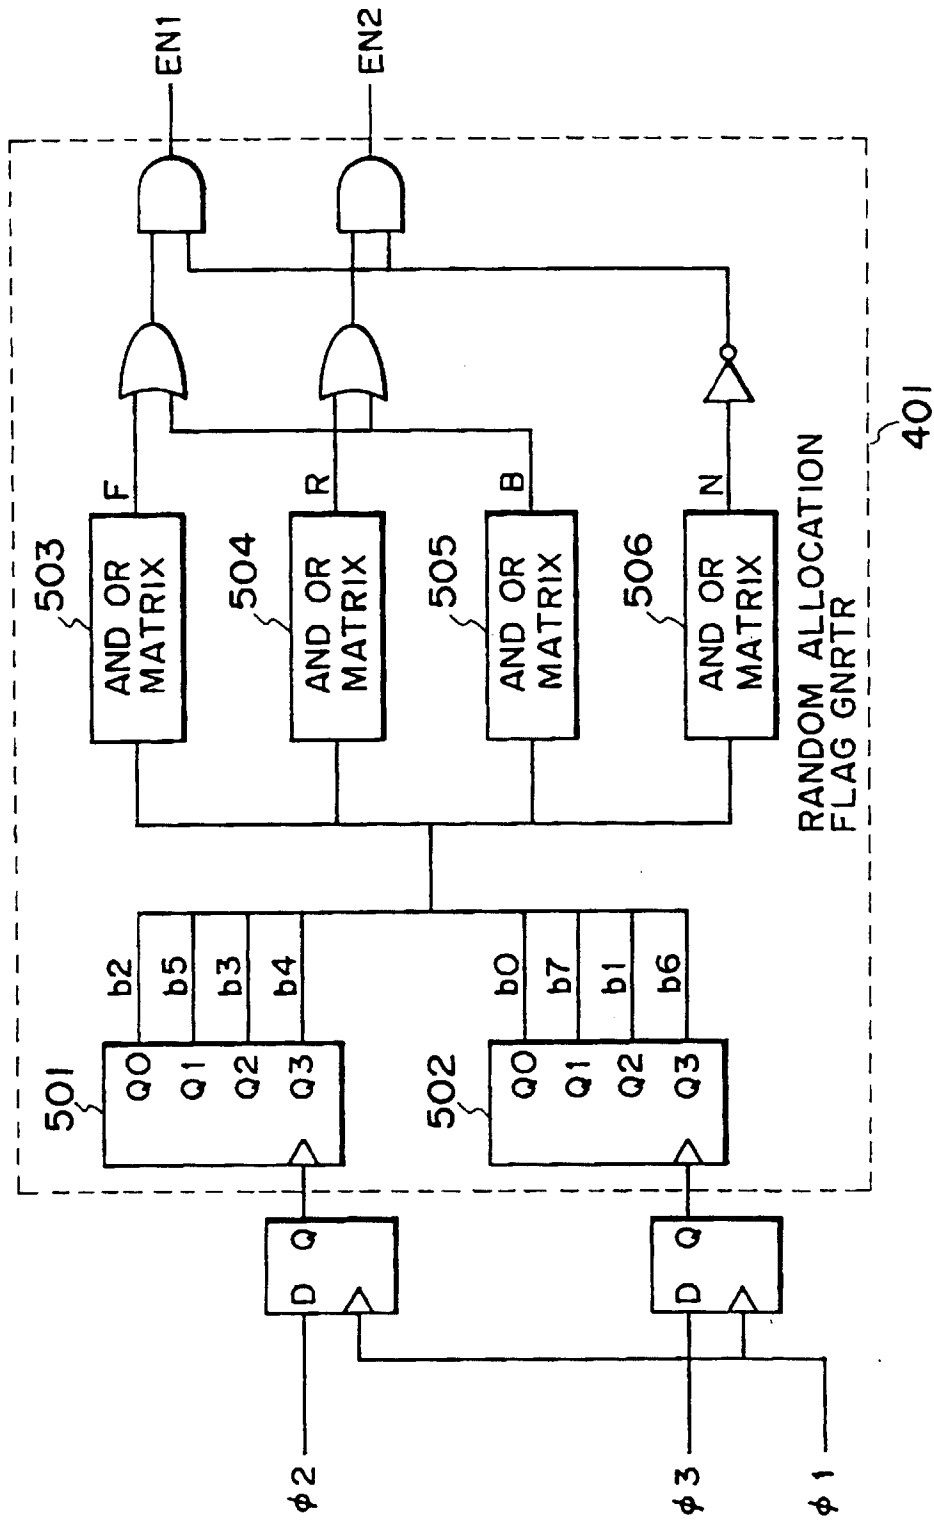 φ2
φ3
φ1
D Q
D Q
501
Q0
Q1
Q2
Q3
b2
b5
b3
b4
502
Q0
Q1
Q2
Q3
b0
b7
b1
b6
503
AND OR
MATRIX
F
504
AND OR
MATRIX
R
505
AND OR
MATRIX
B
506
AND OR
MATRIX
N
EN1
EN2
RANDOM ALLOCATION
FLAG GNRTR
401